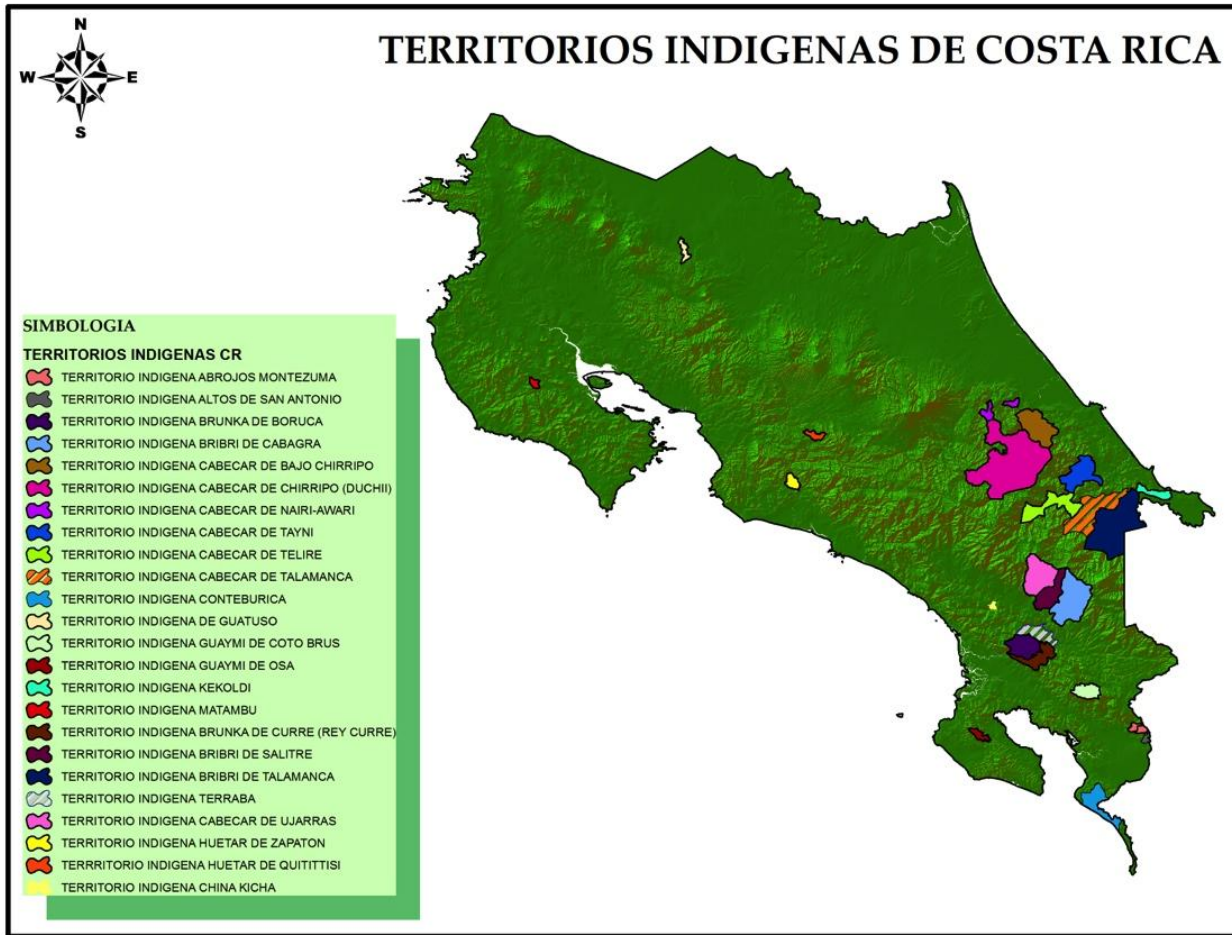 N
TERRITORIOS INDIGENAS DE COSTA RICA
W E
S
SIMBOLOGIA
TERRITORIOS INDIGENAS CR
TERRITORIO INDIGENA ABROJOS MONTEZUMA
TERRITORIO INDIGENA ALTOS DE SAN ANTONIO
TERRITORIO INDIGENA BRUNKA DE BORUCA
TERRITORIO INDIGENA BRIBRI DE CABAGRA
TERRITORIO INDIGENA CABECAR DE BAJO CHIRRIPO
TERRITORIO INDIGENA CABECAR DE CHIRRIPO (DUCHII)
TERRITORIO INDIGENA CABECAR DE NAIRI-AWARI
TERRITORIO INDIGENA CABECAR DE TAYNI
TERRITORIO INDIGENA CABECAR DE TELIRE
TERRITORIO INDIGENA CABECAR DE TALAMANCA
TERRITORIO INDIGENA CONTEBURICA
TERRITORIO INDIGENA DE GUATUSO
TERRITORIO INDIGENA GUAYMI DE COTO BRUS
TERRITORIO INDIGENA GUAYMI DE OSA
TERRITORIO INDIGENA KEKOLDI
TERRITORIO INDIGENA MATAMBU
TERRITORIO INDIGENA BRUNKA DE CURRE (REY CURRE)
TERRITORIO INDIGENA BRIBRI DE SALITRE
TERRITORIO INDIGENA BRIBRI DE TALAMANCA
TERRITORIO INDIGENA TERRABA
TERRITORIO INDIGENA CABECAR DE UJARRAS
TERRITORIO INDIGENA HUETAR DE ZAPATON
TERRRITORIO INDIGENA HUETAR DE QUITITTISI
TERRITORIO INDIGENA CHINA KICHA